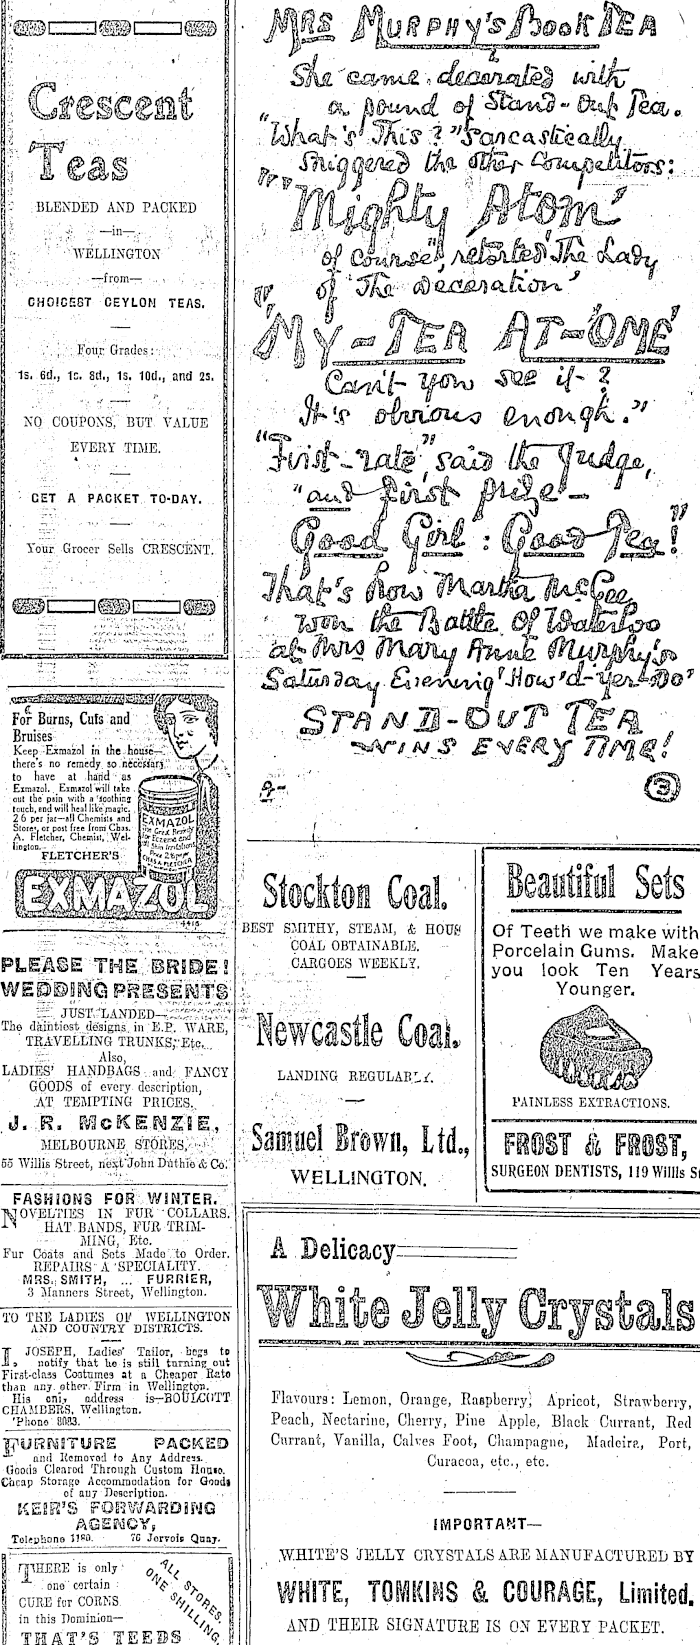 Crescent
Teas
BLENDED AND PACKED
—in—
WELLINGTON
—from—
CHOICEST CEYLON TEAS.
Four Grades:
1s. 6d., 1s. 8d., 1s. 10d., and 2s.
NO COUPONS, BUT VALUE
EVERY TIME.
GET A PACKET TO-DAY.
Your Grocer Sells CRESCENT.
For Burns, Cuts and
Bruises
Keep Exmazol in the house—
there's no remedy so necessary
to have at hand as
Exmazol. Exmazol will take
out the pain with a soothing
touch, and will heal like magic.
2/6 per jar—all Chemists and
Stores, or post free from Chas.
A. Fletcher, Chemist, Wel-
lington.
FLETCHER'S
EXMAZOL
EXMAZOL
PLEASE THE BRIDE!
WEDDING PRESENTS
JUST LANDED—
The daintiest designs in E.P. WARE,
TRAVELLING TRUNKS, Etc.
Also,
LADIES' HANDBAGS and FANCY
GOODS of every description,
AT TEMPTING PRICES.
J. R. McKENZIE,
MELBOURNE STORES,
55 Willis Street, next John Duthie & Co.
FASHIONS FOR WINTER.
NOVELTIES IN FUR COLLARS.
HAT BANDS, FUR TRIM-
MING, Etc.
Fur Coats and Sets Made to Order.
REPAIRS A SPECIALITY.
MRS. SMITH, ... FURRIER,
3 Manners Street, Wellington.
TO THE LADIES OF WELLINGTON
AND COUNTRY DISTRICTS.
I. JOSEPH, Ladies' Tailor, begs to
notify that he is still turning out
First-class Costumes at a Cheaper Rate
than any other Firm in Wellington.
His only address is—BOULCOTT
CHAMBERS, Wellington.
'Phone 3083.
FURNITURE PACKED
and Removed to Any Address.
Goods Cleared Through Custom House.
Cheap Storage Accommodation for Goods
of any Description.
KEIR'S FORWARDING
AGENCY,
Telephone 1180. 76 Jervois Quay.
THERE is only
one certain
CURE for CORNS
in this Dominion—
THAT'S TEEDS
ALL STORES.
ONE SHILLING.
MRS MURPHY'S BOOK TEA
She came decorated with
a pound of Stand-Out Tea.
"What's This?" sarcastically
sniggered the other competitors:
"'Mighty Atom'
of course", retorted The Lady
of The Decoration'
"'MY-TEA AT-'OME'
Can't you see it?
It's obvious enough."
"First-rate," said the Judge,
"and first prize—
Good Girl: Good Tea!"
That's how Martha McGee
won the Battle of Waterloo
at Mrs Mary Anne Murphy's
Saturday Evening 'How'd-Yer-Do'
STAND-OUT TEA
WINS EVERY TIME!
3
Stockton Coal.
BEST SMITHY, STEAM, & HOUS
COAL OBTAINABLE.
CARGOES WEEKLY.
Newcastle Coal.
LANDING REGULARLY.
Samuel Brown, Ltd.,
WELLINGTON.
Beautiful Sets
Of Teeth we make with
Porcelain Gums. Make
you look Ten Years
Younger.
PAINLESS EXTRACTIONS.
FROST & FROST,
SURGEON DENTISTS, 119 Willis St
A Delicacy
White Jelly Crystals
Flavours: Lemon, Orange, Raspberry, Apricot, Strawberry,
Peach, Nectarine, Cherry, Pine Apple, Black Currant, Red
Currant, Vanilla, Calves Foot, Champagne, Madeira, Port,
Curacoa, etc., etc.
IMPORTANT—
WHITE'S JELLY CRYSTALS ARE MANUFACTURED BY
WHITE, TOMKINS & COURAGE, Limited.
AND THEIR SIGNATURE IS ON EVERY PACKET.